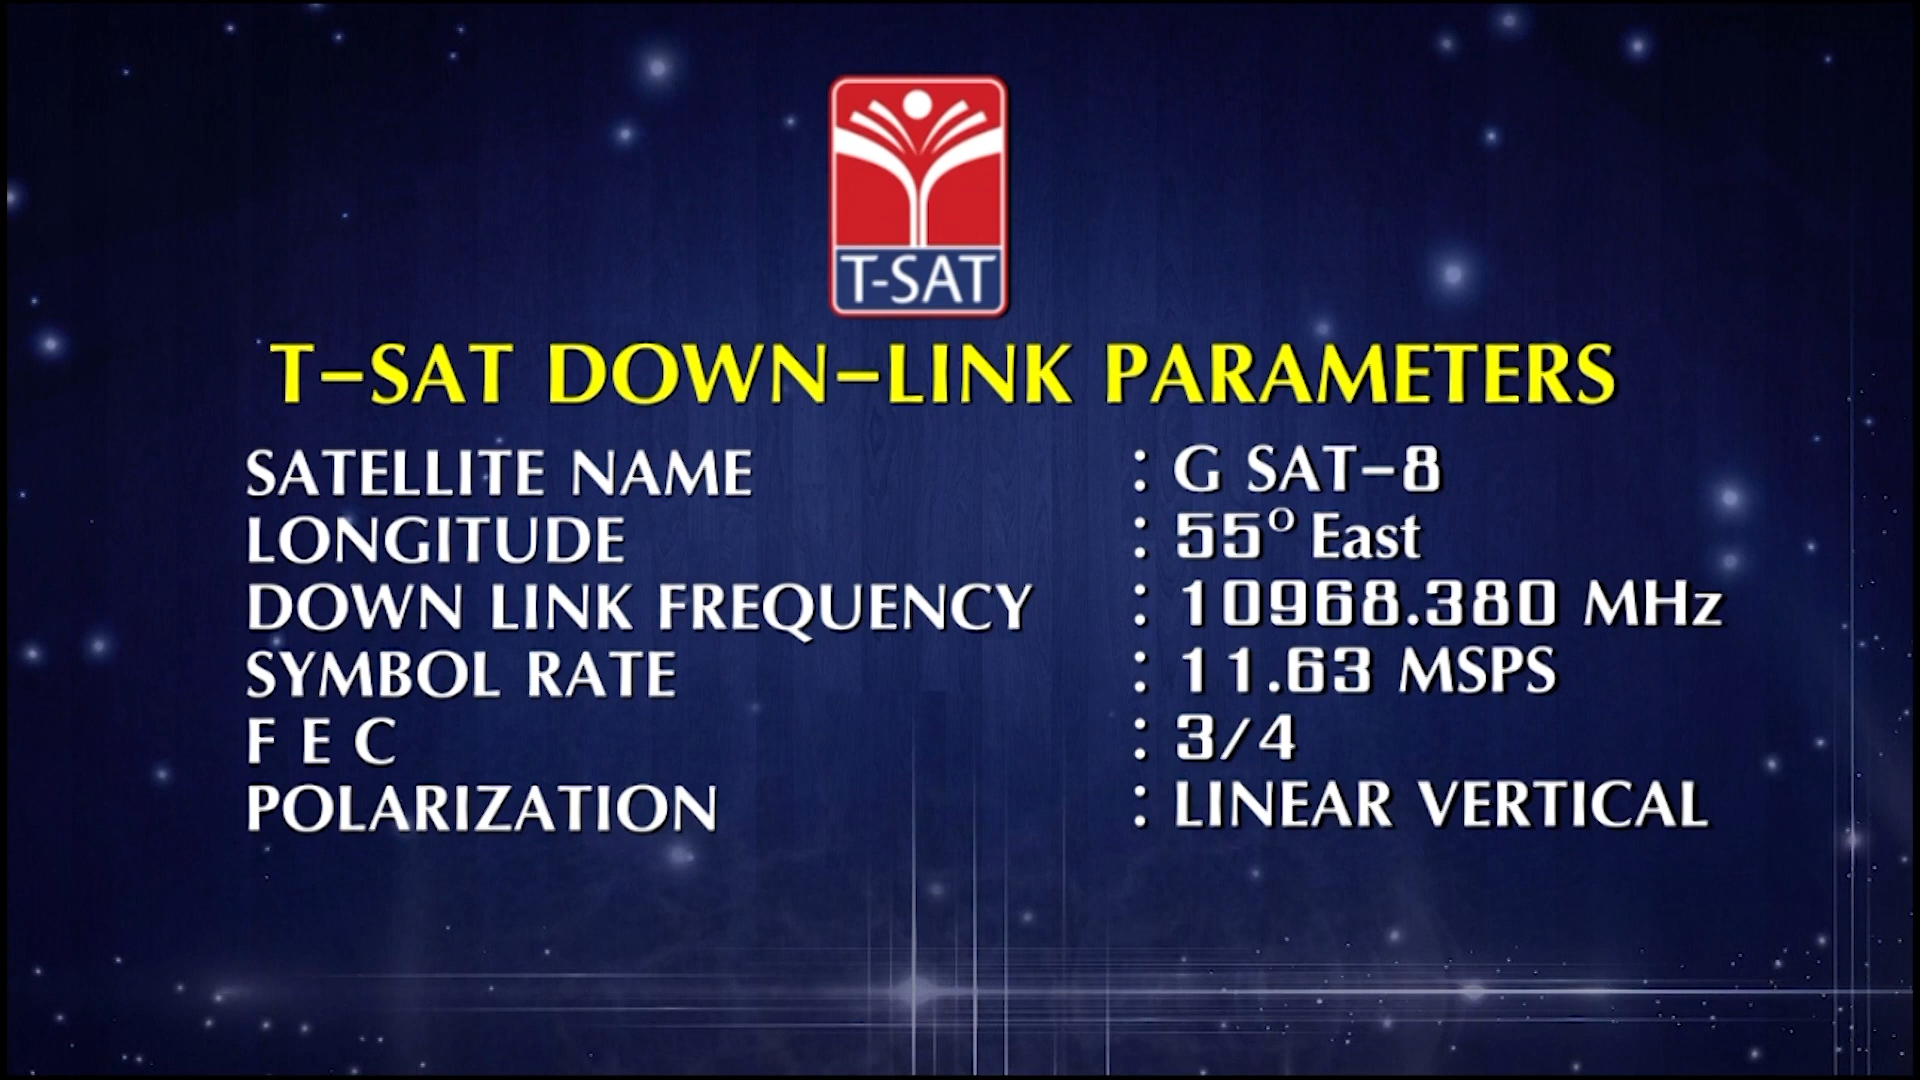 T-SAT
T-SAT DOWN-LINK PARAMETERS
SATELLITE NAME : G SAT-8
LONGITUDE : 55° East
DOWN LINK FREQUENCY : 10968.380 MHz
SYMBOL RATE : 11.63 MSPS
F E C : 3/4
POLARIZATION : LINEAR VERTICAL